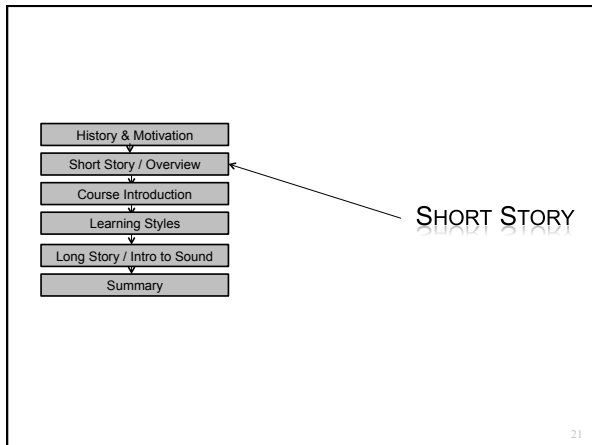 History & Motivation
Short Story / Overview
Course Introduction
Learning Styles
Long Story / Intro to Sound
Summary
SHORT STORY
21